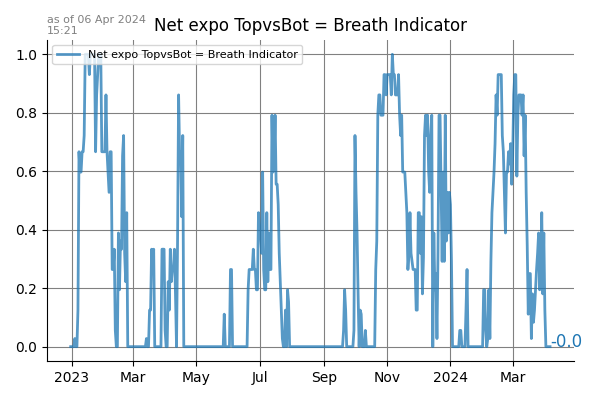 as of 06 Apr 2024
15:21
Net expo TopvsBot = Breath Indicator
Net expo TopvsBot = Breath Indicator
1.0
0.8
0.6
0.4
0.2
0.0
-0.0
2023 Mar May Jul Sep Nov 2024 Mar